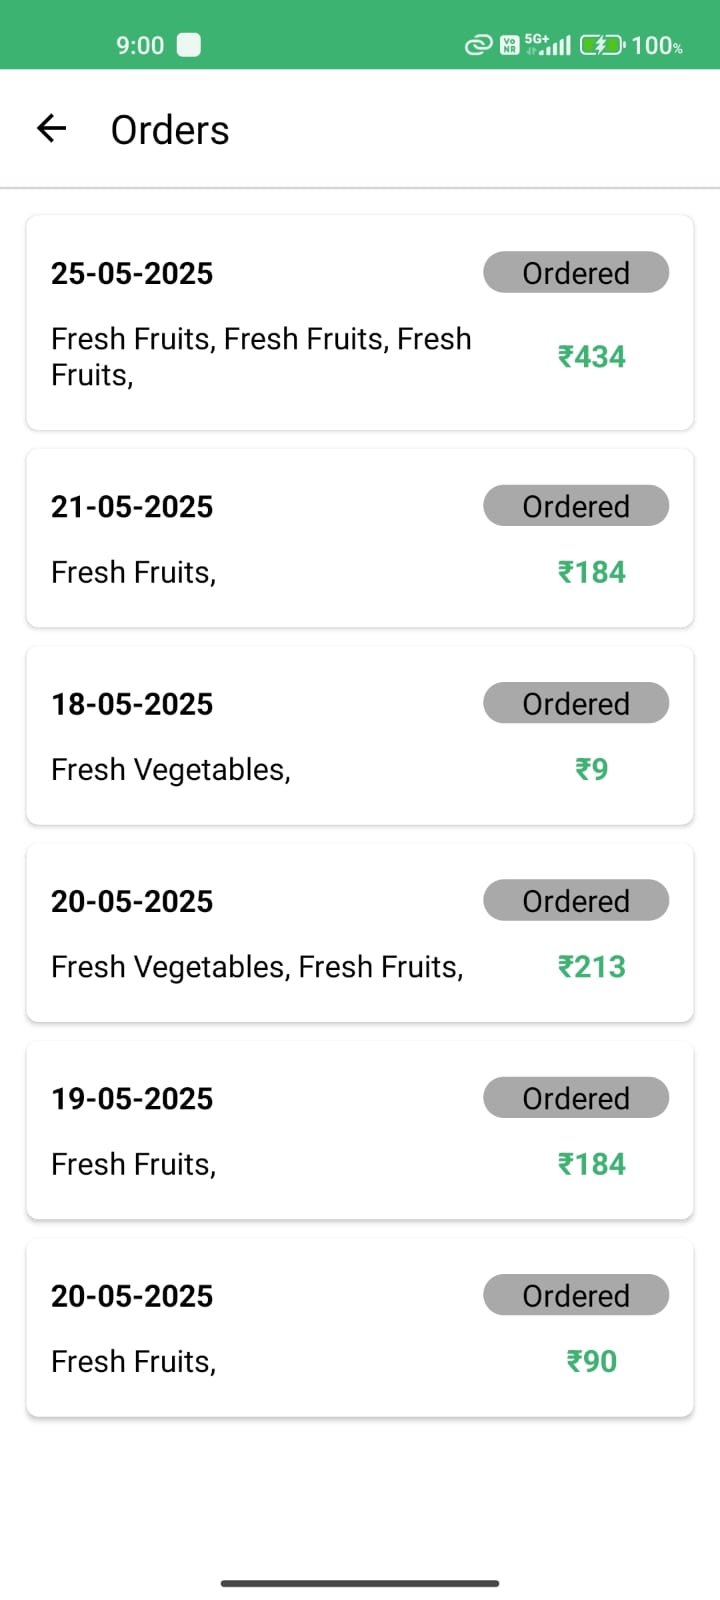 9:00 Vo NR 5G+ 100%
Orders
25-05-2025 Ordered
Fresh Fruits, Fresh Fruits, Fresh
Fruits,
₹434
21-05-2025 Ordered
Fresh Fruits, ₹184
18-05-2025 Ordered
Fresh Vegetables, ₹9
20-05-2025 Ordered
Fresh Vegetables, Fresh Fruits, ₹213
19-05-2025 Ordered
Fresh Fruits, ₹184
20-05-2025 Ordered
Fresh Fruits, ₹90